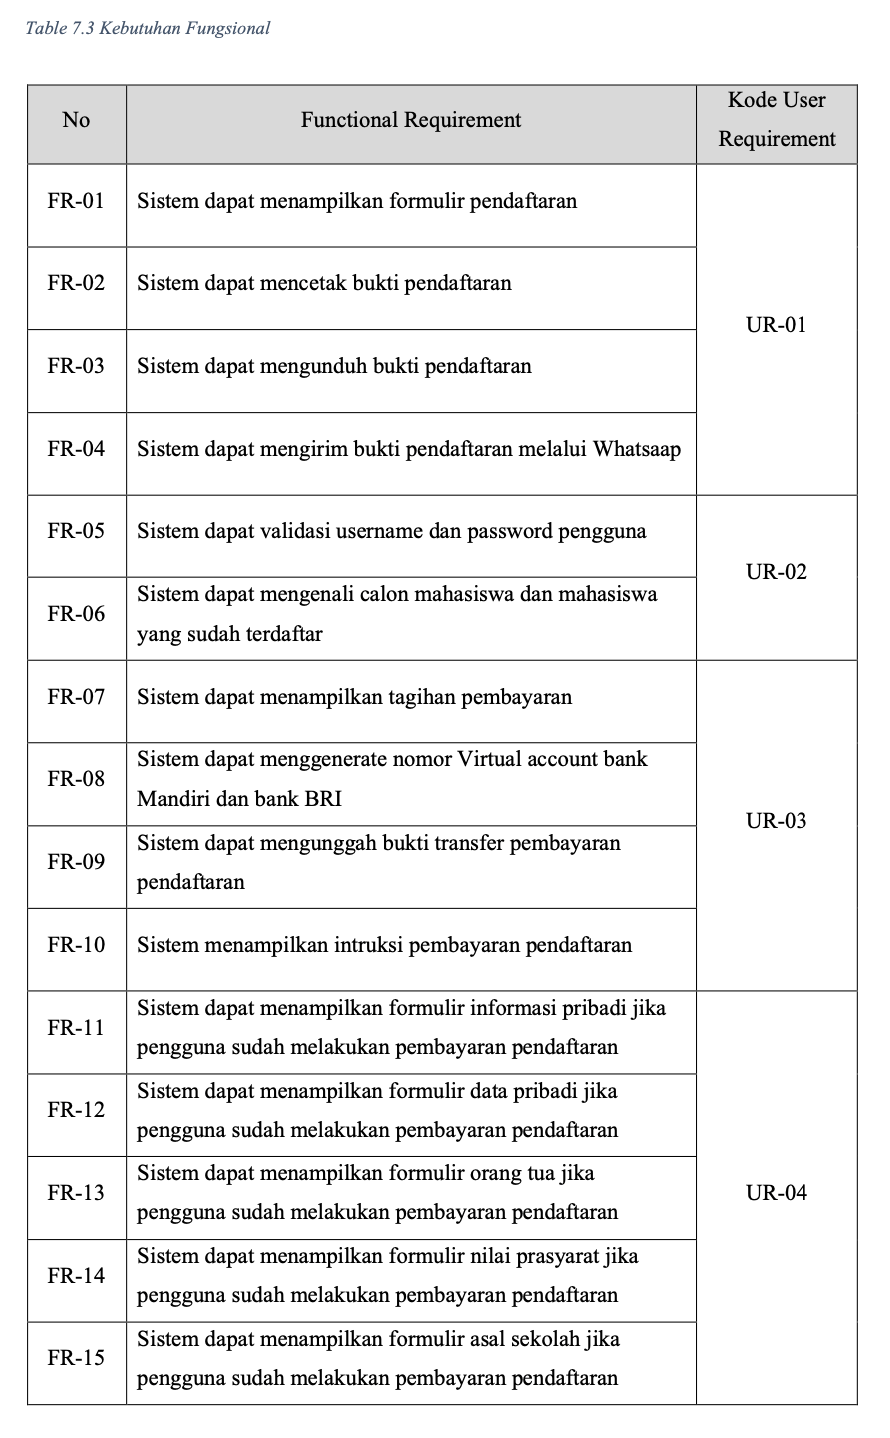 Table 7.3 Kebutuhan Fungsional
No
Functional Requirement
Kode User
Requirement
FR-01
Sistem dapat menampilkan formulir pendaftaran
UR-01
FR-02
Sistem dapat mencetak bukti pendaftaran
FR-03
Sistem dapat mengunduh bukti pendaftaran
FR-04
Sistem dapat mengirim bukti pendaftaran melalui Whatsaap
FR-05
Sistem dapat validasi username dan password pengguna
UR-02
FR-06
Sistem dapat mengenali calon mahasiswa dan mahasiswa
yang sudah terdaftar
FR-07
Sistem dapat menampilkan tagihan pembayaran
UR-03
FR-08
Sistem dapat menggenerate nomor Virtual account bank
Mandiri dan bank BRI
FR-09
Sistem dapat mengunggah bukti transfer pembayaran
pendaftaran
FR-10
Sistem menampilkan intruksi pembayaran pendaftaran
FR-11
Sistem dapat menampilkan formulir informasi pribadi jika
pengguna sudah melakukan pembayaran pendaftaran
UR-04
FR-12
Sistem dapat menampilkan formulir data pribadi jika
pengguna sudah melakukan pembayaran pendaftaran
FR-13
Sistem dapat menampilkan formulir orang tua jika
pengguna sudah melakukan pembayaran pendaftaran
FR-14
Sistem dapat menampilkan formulir nilai prasyarat jika
pengguna sudah melakukan pembayaran pendaftaran
FR-15
Sistem dapat menampilkan formulir asal sekolah jika
pengguna sudah melakukan pembayaran pendaftaran